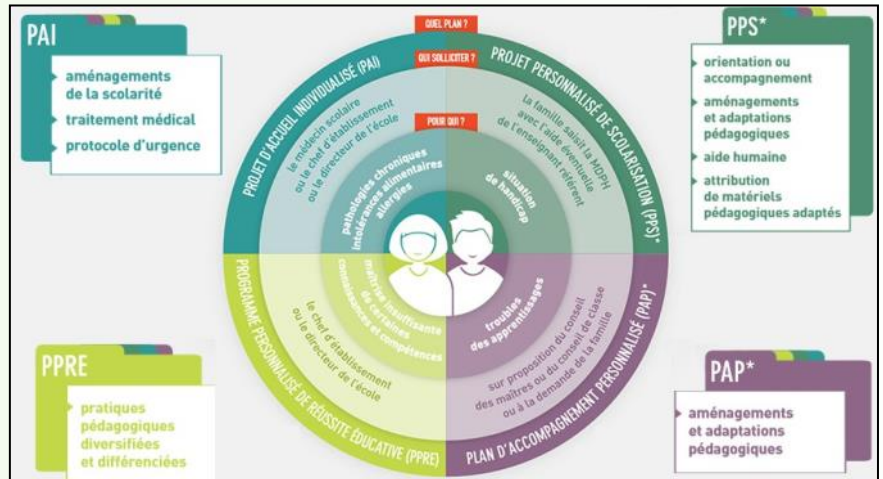 PAI
aménagements
de la scolarité
traitement médical
protocole d'urgence
QUEL PLAN ?
QUI SOLLICITER ?
POUR QUI ?
PROJET D'ACCUEIL INDIVIDUALISÉ (PAI)
le médecin scolaire
ou le chef d'établissement
ou le directeur de l'école
pathologies chroniques
intolérances alimentaires
allergies
PROJET PERSONNALISÉ DE SCOLARISATION (PPS)*
la famille saisit la MDPH
avec l'aide éventuelle
de l'enseignant référent
situation
de handicap
PPS*
orientation ou
accompagnement
aménagements
et adaptations
pédagogiques
aide humaine
attribution
de matériels
pédagogiques adaptés
PPRE
pratiques
pédagogiques
diversifiées
et différenciées
PROGRAMME PERSONNALISÉ DE RÉUSSITE ÉDUCATIVE (PPRE)
le chef d'établissement
ou le directeur de l'école
maîtrise insuffisante
de certaines
connaissances et compétences
troubles
des apprentissages
sur proposition du conseil
des maîtres ou du conseil de classe
ou à la demande de la famille
PLAN D'ACCOMPAGNEMENT PERSONNALISÉ (PAP)*
PAP*
aménagements
et adaptations
pédagogiques